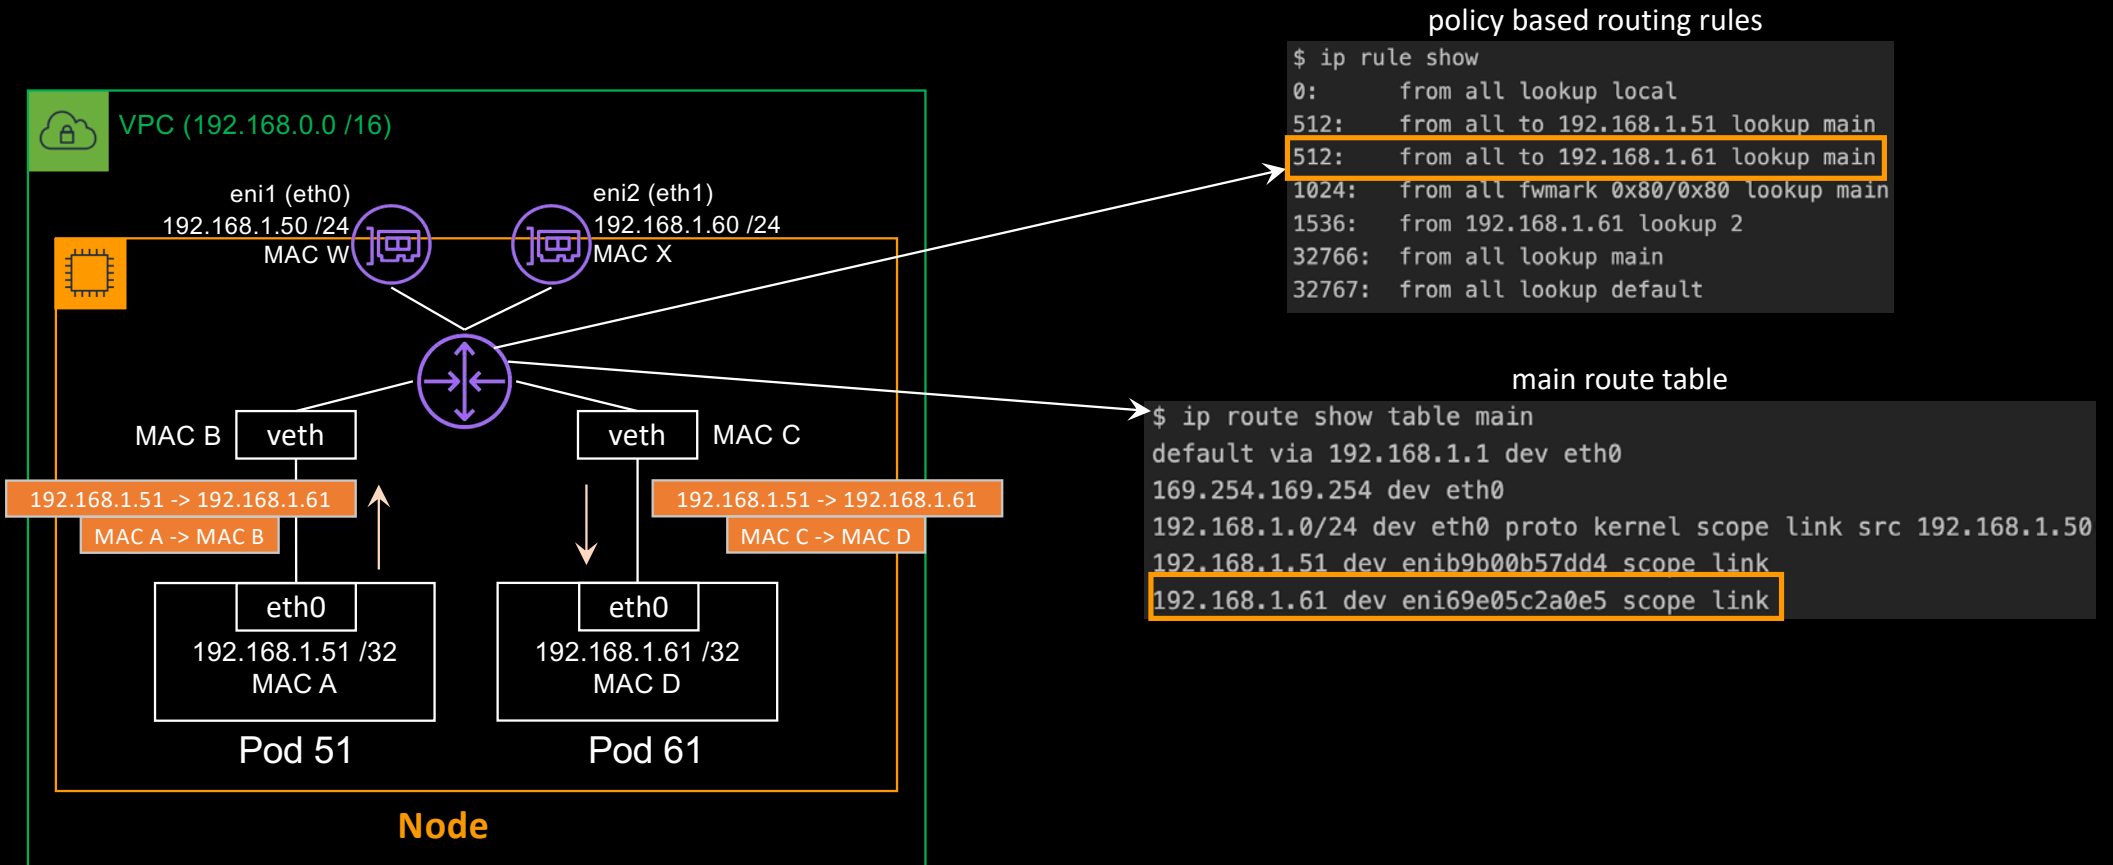 policy based routing rules
$ ip rule show
0: from all lookup local
512: from all to 192.168.1.51 lookup main
512: from all to 192.168.1.61 lookup main
1024: from all fwmark 0x80/0x80 lookup main
1536: from 192.168.1.61 lookup 2
32766: from all lookup main
32767: from all lookup default
VPC (192.168.0.0 /16)
eni1 (eth0)
192.168.1.50 /24
MAC W
eni2 (eth1)
192.168.1.60 /24
MAC X
main route table
$ ip route show table main
default via 192.168.1.1 dev eth0
169.254.169.254 dev eth0
192.168.1.0/24 dev eth0 proto kernel scope link src 192.168.1.50
192.168.1.51 dev enib9b00b57dd4 scope link
192.168.1.61 dev eni69e05c2a0e5 scope link
MAC B
veth
veth
MAC C
192.168.1.51 -> 192.168.1.61
MAC A -> MAC B
192.168.1.51 -> 192.168.1.61
MAC C -> MAC D
eth0
192.168.1.51 /32
MAC A
Pod 51
eth0
192.168.1.61 /32
MAC D
Pod 61
Node